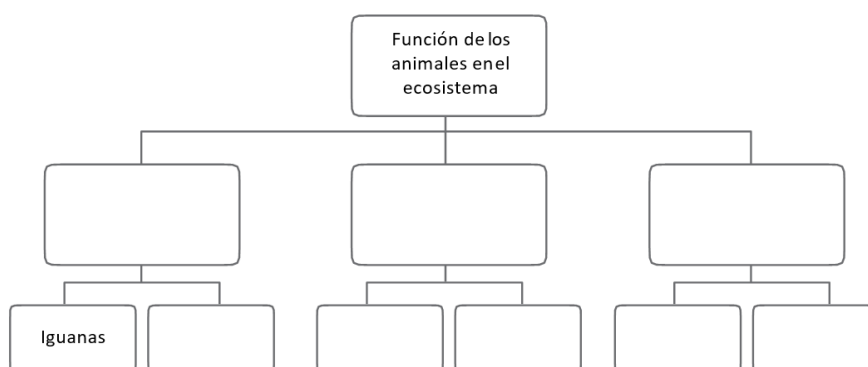 Función de los
animales en el
ecosistema
Iguanas